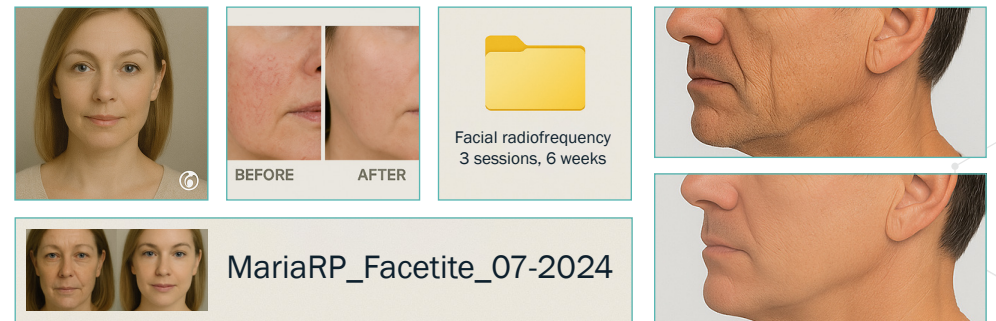 BEFORE
AFTER
Facial radiofrequency
3 sessions, 6 weeks
MariaRP_Facetite_07-2024